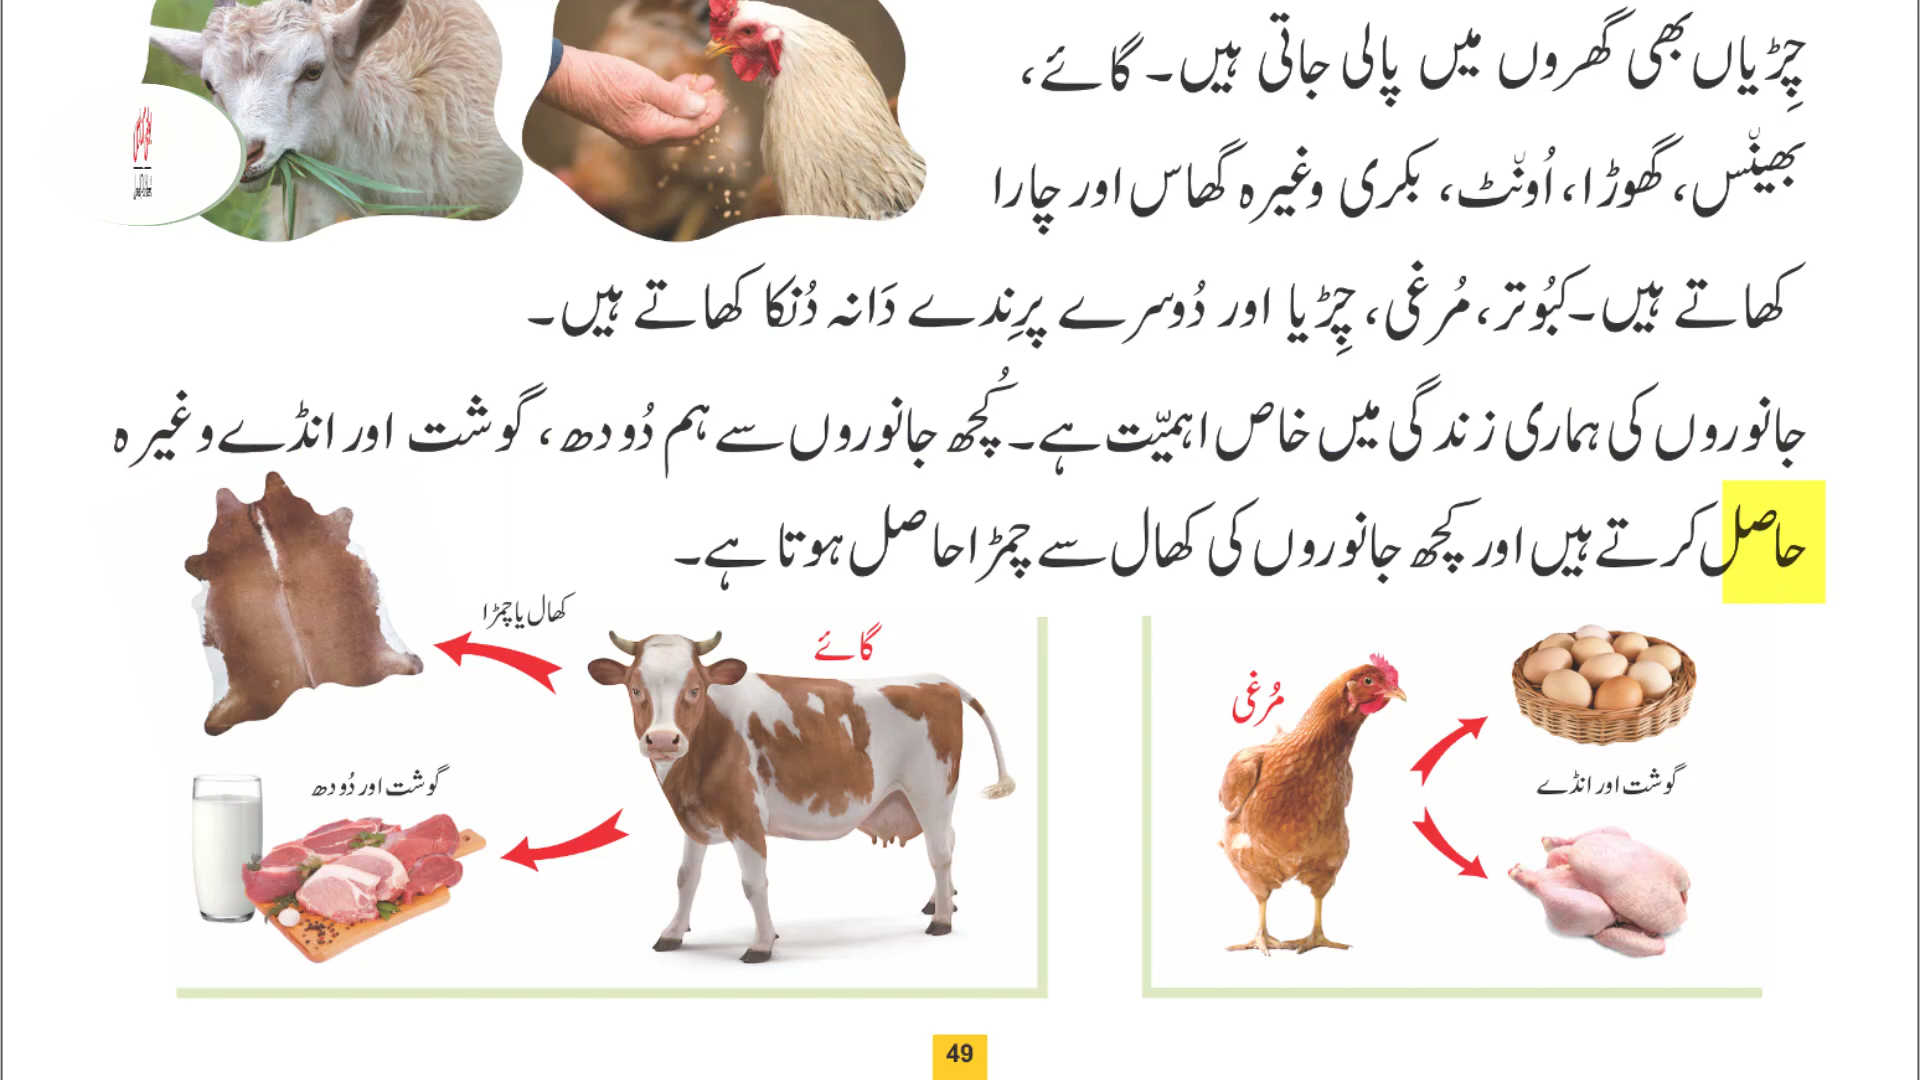 چِڑیاں بھی گھروں میں پالی جاتی ہیں۔ گائے،
بھینٚس، گھوڑا، اُونٚٹ، بکری وغیرہ گھاس اور چارا
کھاتے ہیں۔ کبُوتر، مُرغی، چِڑیا اور دُوسرے پرِندے دَانہ دُنکا کھاتے ہیں۔
جانوروں کی ہماری زندگی میں خاص اہمیّت ہے۔ کُچھ جانوروں سے ہم دُودھ، گوشت اور انڈے وغیرہ
حاصل کرتے ہیں اور کچھ جانوروں کی کھال سے چمڑا حاصل ہوتا ہے۔
مُرغی
گوشت اور انڈے
گائے
کھال یا چمڑا
گوشت اور دُودھ
49